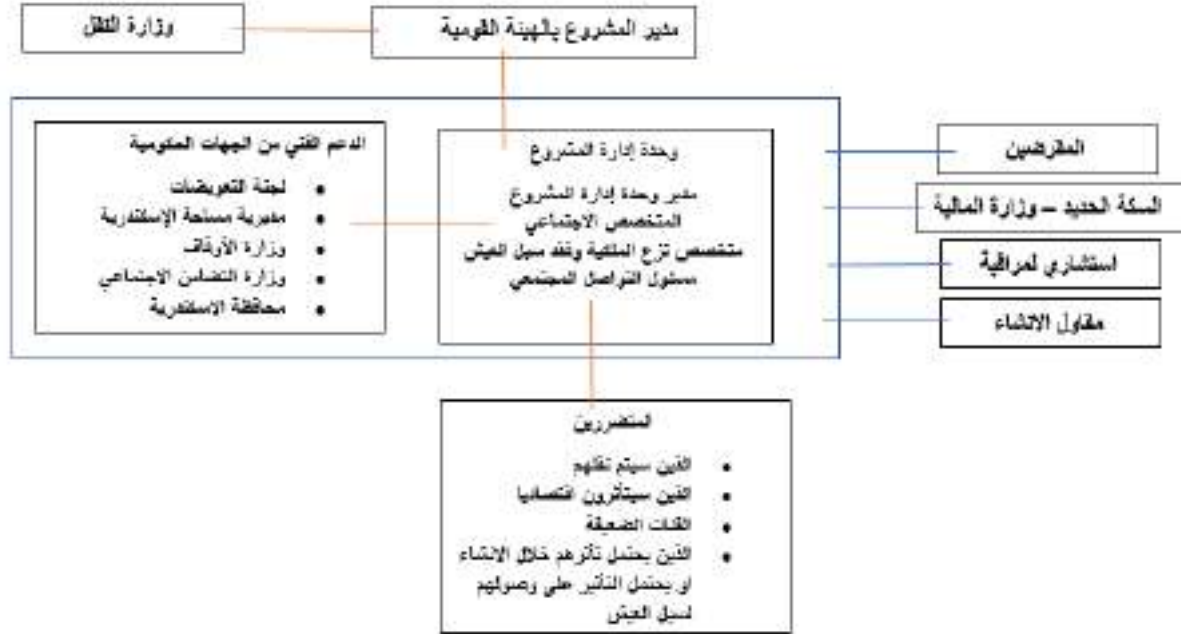 مدير المشروع بالهيئة القومية
وزارة النقل
وحدة إدارة المشروع
مدير وحدة إدارة المشروع
المتخصص الاجتماعي
متخصص نزع الملكية وفقد سبل العيش
مسئول التواصل المجتمعي
الدعم الفني من الجهات الحكومية
• لجنة التعويضات
• مديرية مساحة الإسكندرية
• وزارة الأوقاف
• وزارة التضامن الاجتماعي
• محافظة الاسكندرية
المقرضين
السكة الحديد – وزارة المالية
استشاري لمراقبة
مقاول الانشاء
المتضررين
• الذين سيتم نقلهم
• الذين سيتأثرون اقتصاديا
• الفئات الضعيفة
• الذين يحتمل تأثرهم خلال الانشاء
او يحتمل التأثير على وصولهم
لسبل العيش